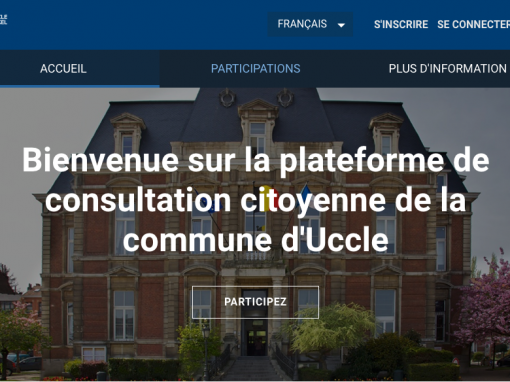 FRANÇAIS
S'INSCRIRE
SE CONNECTER
ACCUEIL
PARTICIPATIONS
PLUS D'INFORMATION
Bienvenue sur la plateforme de
consultation citoyenne de la
commune d'Uccle
PARTICIPEZ